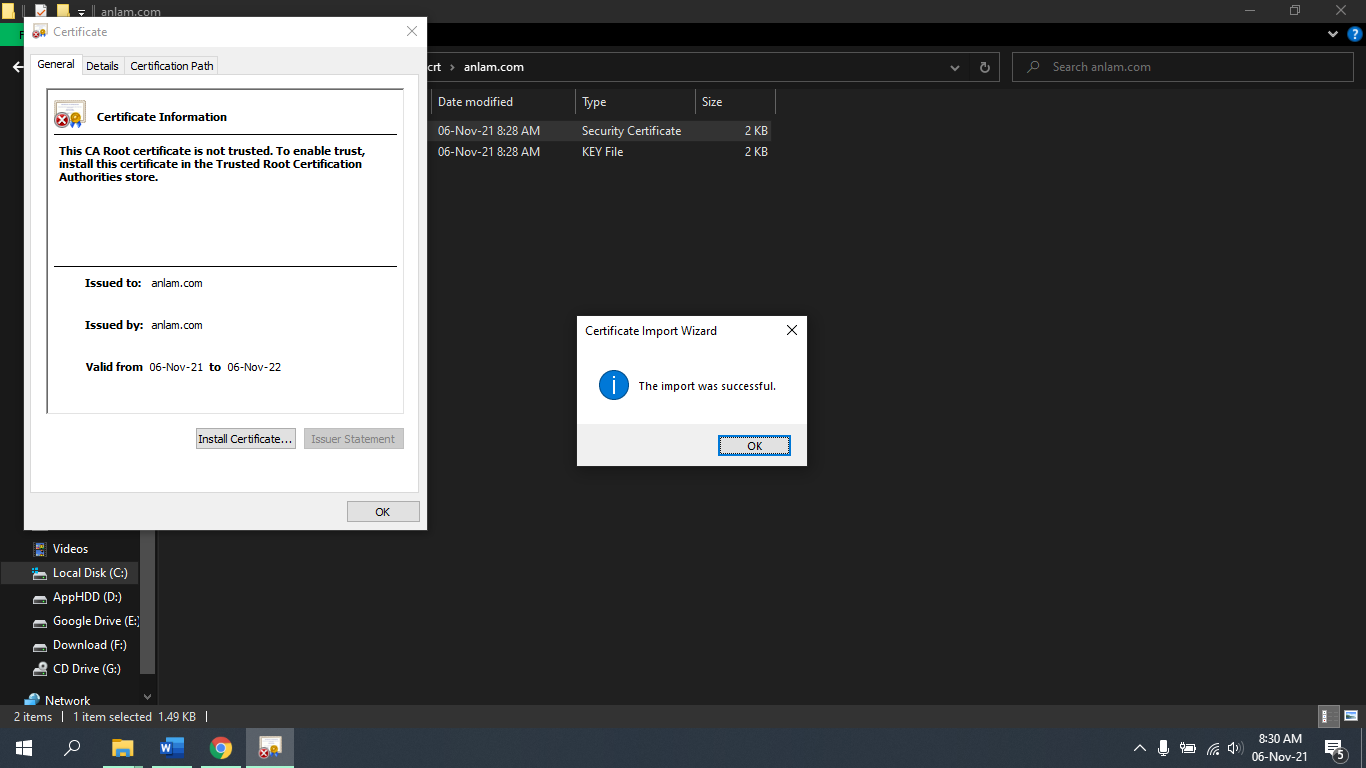 anlam.com
Certificate
General
Details
Certification Path
Certificate Information
This CA Root certificate is not trusted. To enable trust,
install this certificate in the Trusted Root Certification
Authorities store.
Issued to: anlam.com
Issued by: anlam.com
Valid from 06-Nov-21 to 06-Nov-22
Install Certificate...
Issuer Statement
OK
crt › anlam.com
Search anlam.com
Date modified
Type
Size
06-Nov-21 8:28 AM Security Certificate 2 KB
06-Nov-21 8:28 AM KEY File 2 KB
Certificate Import Wizard
The import was successful.
OK
Videos
Local Disk (C:)
AppHDD (D:)
Google Drive (E:)
Download (F:)
CD Drive (G:)
Network
2 items
1 item selected 1.49 KB
8:30 AM
06-Nov-21
5